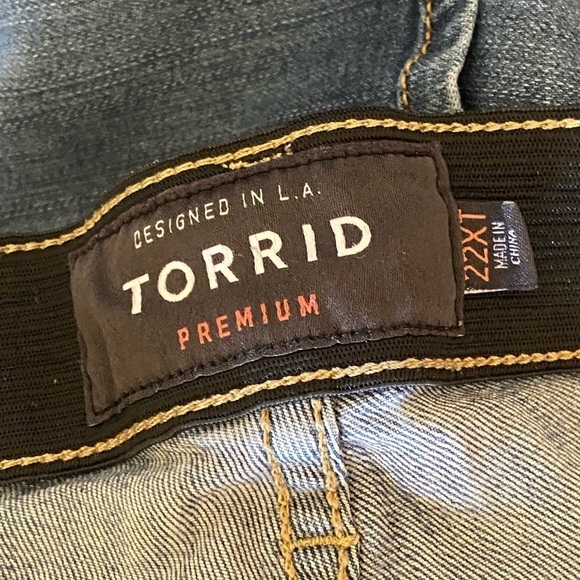 DESIGNED IN L.A.
TORRID
PREMIUM
22XT
MADE IN
CHINA